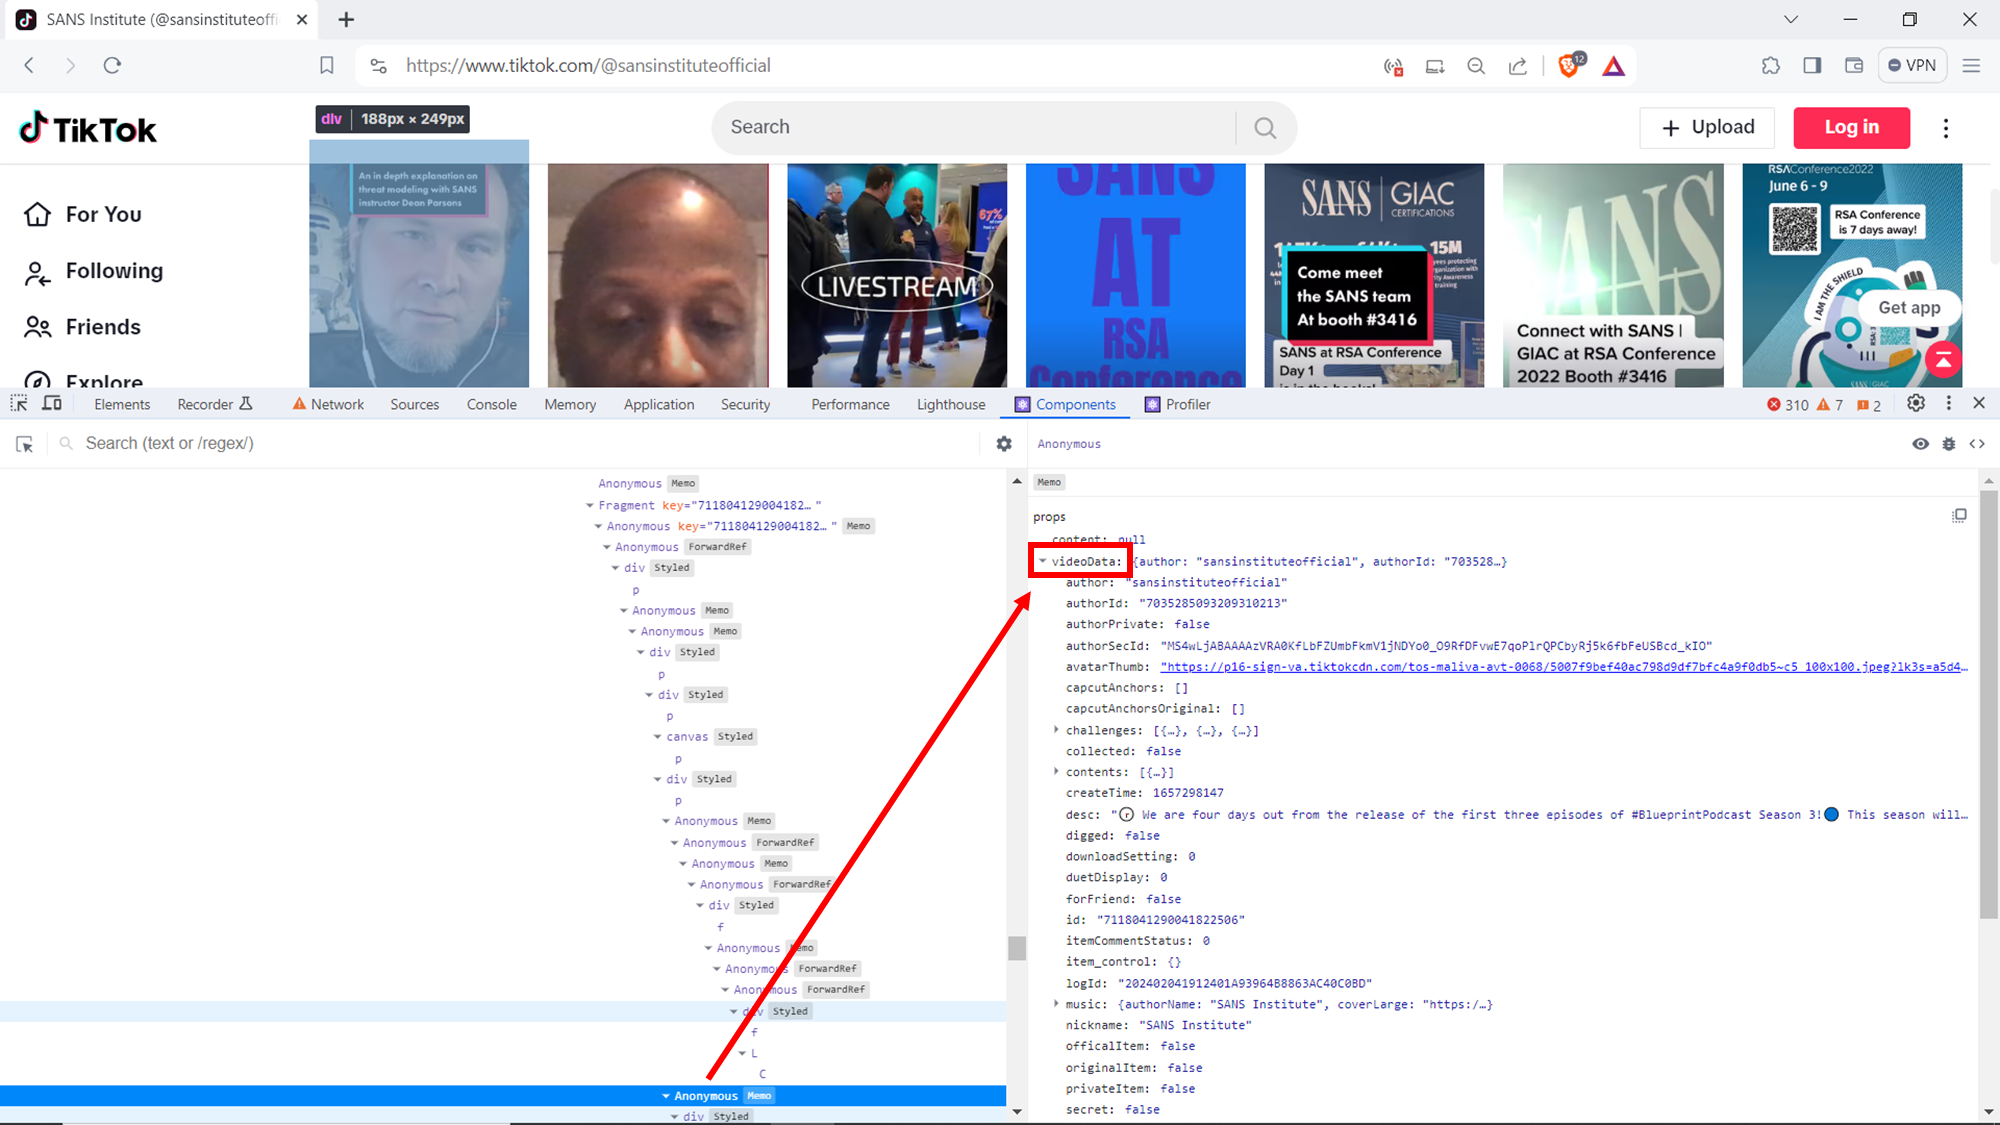 SANS Institute (@sansinstituteoffi
https://www.tiktok.com/@sansinstituteofficial
12
VPN
TikTok
div 188px × 249px
Search
Upload
Log in
For You
Following
Friends
Explore
An in depth explanation on
threat modeling with SANS
instructor Dean Parsons
67%
LIVESTREAM
SANS
AT
RSA
Conference
SANS GIAC
CERTIFICATIONS
15M
Come meet
the SANS team
At booth #3416
SANS at RSA Conference
Day 1
is in the books!
SANS
Connect with SANS |
GIAC at RSA Conference
2022 Booth #3416
RSAConference2022
June 6 - 9
RSA Conference
is 7 days away!
I AM THE SHIELD
Get app
Elements
Recorder
Network
Sources
Console
Memory
Application
Security
Performance
Lighthouse
Components
Profiler
310
7
2
Search (text or /regex/)
Anonymous
Anonymous Memo
Fragment key="711804129004182… "
Anonymous key="711804129004182… " Memo
Anonymous ForwardRef
div Styled
p
Anonymous Memo
Anonymous Memo
div Styled
p
div Styled
p
canvas Styled
p
div Styled
p
Anonymous Memo
Anonymous ForwardRef
Anonymous Memo
Anonymous ForwardRef
div Styled
f
Anonymous Memo
Anonymous ForwardRef
Anonymous ForwardRef
div Styled
f
L
C
Anonymous Memo
div Styled
Memo
props
content: null
videoData: {author: "sansinstituteofficial", authorId: "703528…}
author: "sansinstituteofficial"
authorId: "7035285093209310213"
authorPrivate: false
authorSecId: "MS4wLjABAAAAzVRA0KfLbFZUmbFkmV1jNDYo0_O9RfDFvwE7qoPlrQPCbyRj5k6fbFeUSBcd_kIO"
avatarThumb: "https://p16-sign-va.tiktokcdn.com/tos-maliva-avt-0068/5007f9bef40ac798d9df7bfc4a9f0db5~c5_100x100.jpeg?lk3s=a5d4…
capcutAnchors: []
capcutAnchorsOriginal: []
challenges: [{…}, {…}, {…}]
collected: false
contents: [{…}]
createTime: 1657298147
desc: " We are four days out from the release of the first three episodes of #BlueprintPodcast Season 3! This season will…
digged: false
downloadSetting: 0
duetDisplay: 0
forFriend: false
id: "7118041290041822506"
itemCommentStatus: 0
item_control: {}
logId: "202402041912401A93964B8863AC40C0BD"
music: {authorName: "SANS Institute", coverLarge: "https:/…}
nickname: "SANS Institute"
officalItem: false
originalItem: false
privateItem: false
secret: false